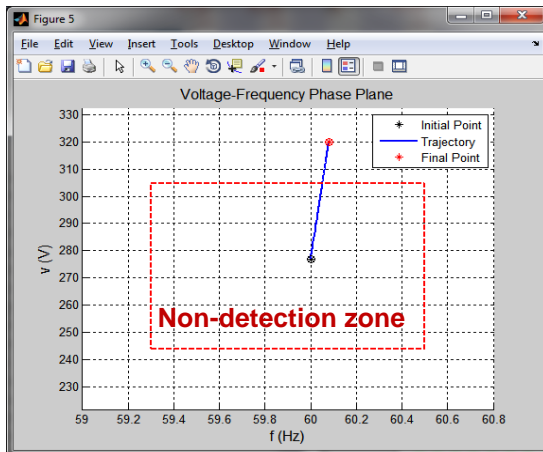 Figure 5
File Edit View Insert Tools Desktop Window Help
Voltage-Frequency Phase Plane
330
320
310
300
290
280
270
260
250
240
230
V (V)
Initial Point
Trajectory
Final Point
Non-detection zone
59 59.2 59.4 59.6 59.8 60 60.2 60.4 60.6 60.8
f (Hz)